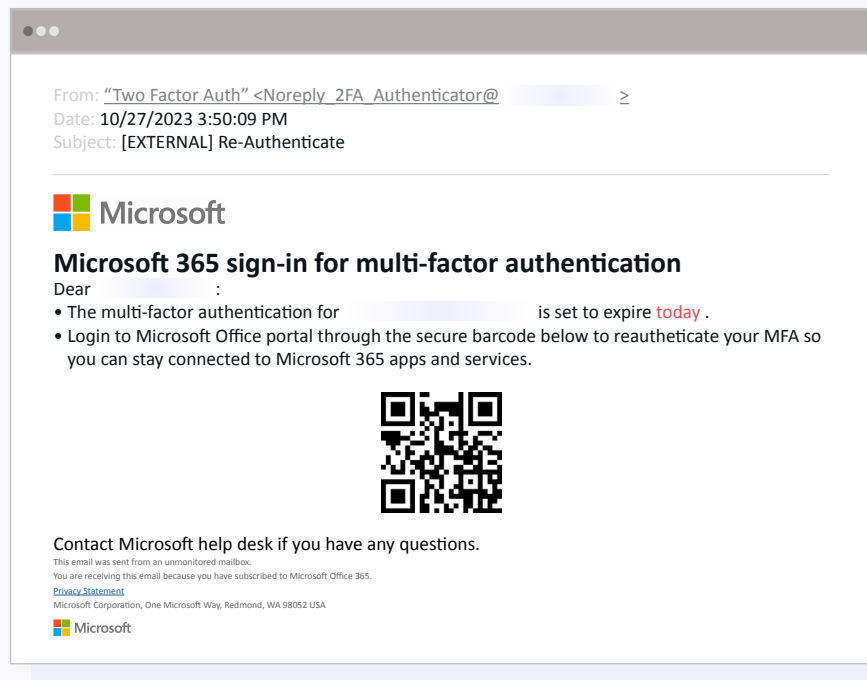 From: “Two Factor Auth” <Noreply_2FA_Authenticator@ >
Date: 10/27/2023 3:50:09 PM
Subject: [EXTERNAL] Re-Authenticate
Microsoft
Microsoft 365 sign-in for multi-factor authentication
Dear :
• The multi-factor authentication for is set to expire today .
• Login to Microsoft Office portal through the secure barcode below to reautheticate your MFA so
you can stay connected to Microsoft 365 apps and services.
Contact Microsoft help desk if you have any questions.
This email was sent from an unmonitored mailbox.
You are receiving this email because you have subscribed to Microsoft Office 365.
Privacy Statement
Microsoft Corporation, One Microsoft Way, Redmond, WA 98052 USA
Microsoft